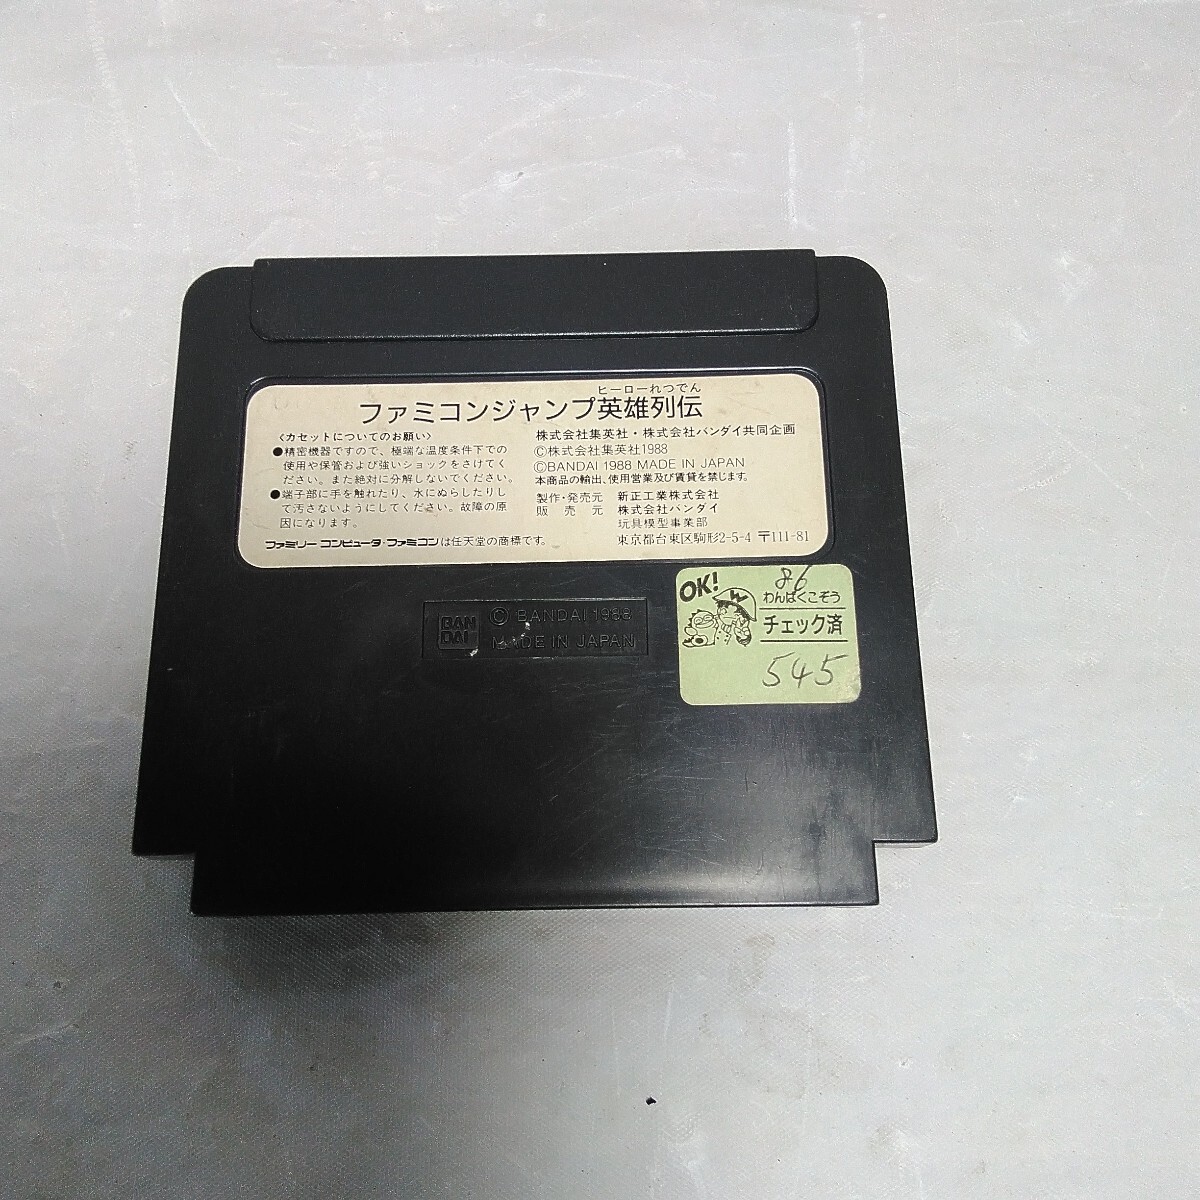 ヒーローれつでん
ファミコンジャンプ英雄列伝
〈カセットについてのお願い〉
●精密機器ですので、極端な温度条件下での
使用や保管および強いショックをさけてく
ださい。また絶対に分解しないでください。
●端子部に手を触れたり、水にぬらしたりし
て汚さないようにしてください。故障の原
因になります。
ファミリーコンピュータ・ファミコンは任天堂の商標です。
株式会社集英社・株式会社バンダイ共同企画
©株式会社集英社1988
©BANDAI 1988 MADE IN JAPAN
本商品の輸出、使用営業及び賃貸を禁じます。
製作・発売元 新正工業株式会社
販売元 株式会社バンダイ
玩具模型事業部
東京都台東区駒形2-5-4 〒111-81
BAN
DAI
© BANDAI 1988
MADE IN JAPAN
OK!
86
W
わんぱくこぞう
チェック済
545